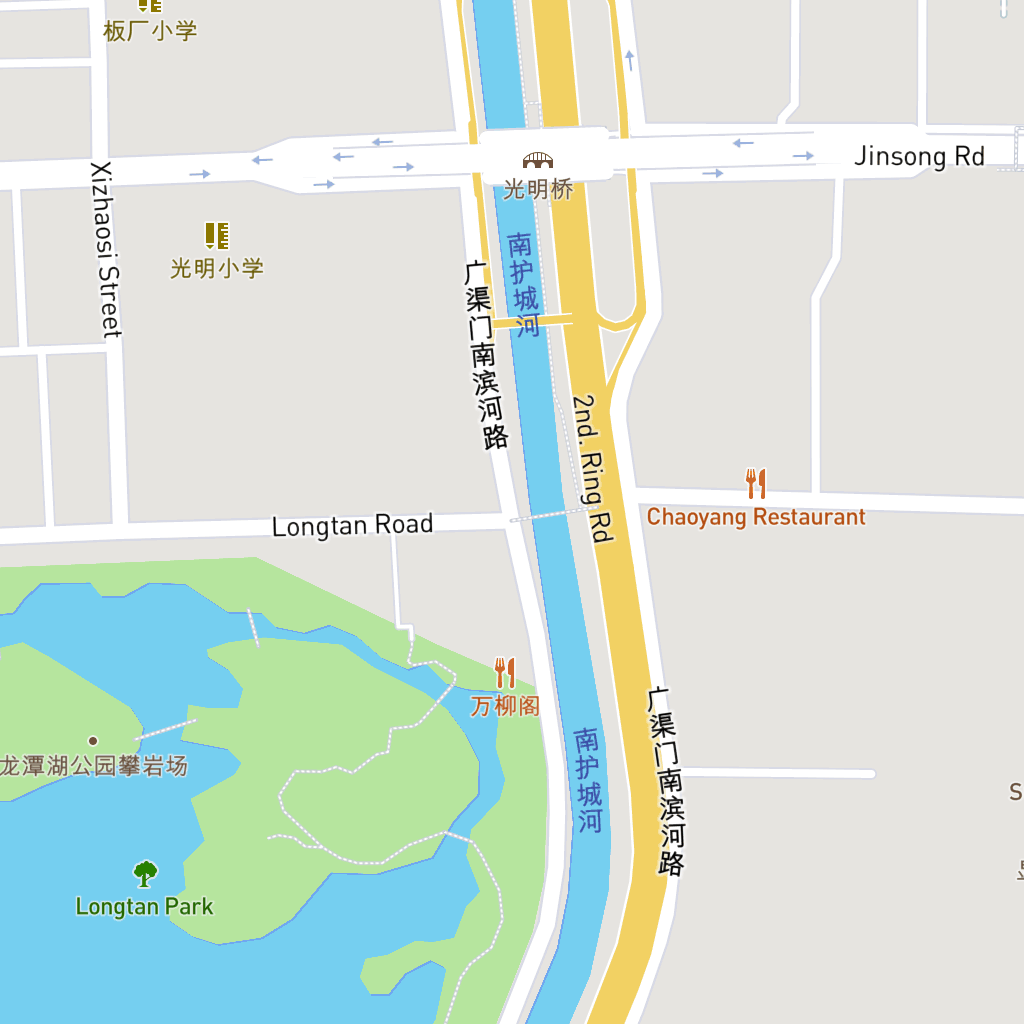 板厂小学
Jinsong Rd
光明桥
Xizhaosi Street
光明小学
南护城河
广渠门南滨河路
2nd. Ring Rd
Chaoyang Restaurant
Longtan Road
万柳阁
广渠门南滨河路
南护城河
龙潭湖公园攀岩场
S
Longtan Park